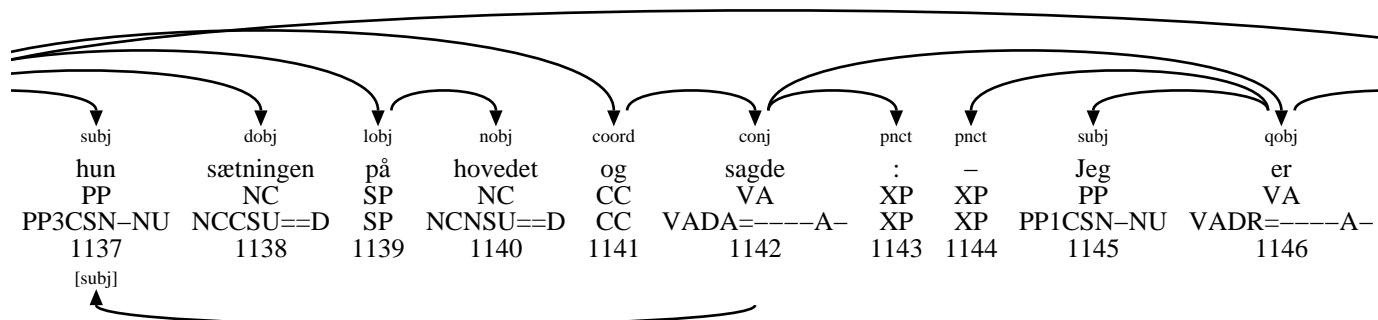 subj dobj lobj nobj coord conj pnct pnct subj qobj
hun sætningen på hovedet og sagde : – Jeg er
PP NC SP NC CC VA XP XP PP VA
PP3CSN–NU NCCSU==D SP NCNSU==D CC VADA=––––A– XP XP PP1CSN–NU VADR=––––A–
1137 1138 1139 1140 1141 1142 1143 1144 1145 1146
[subj]